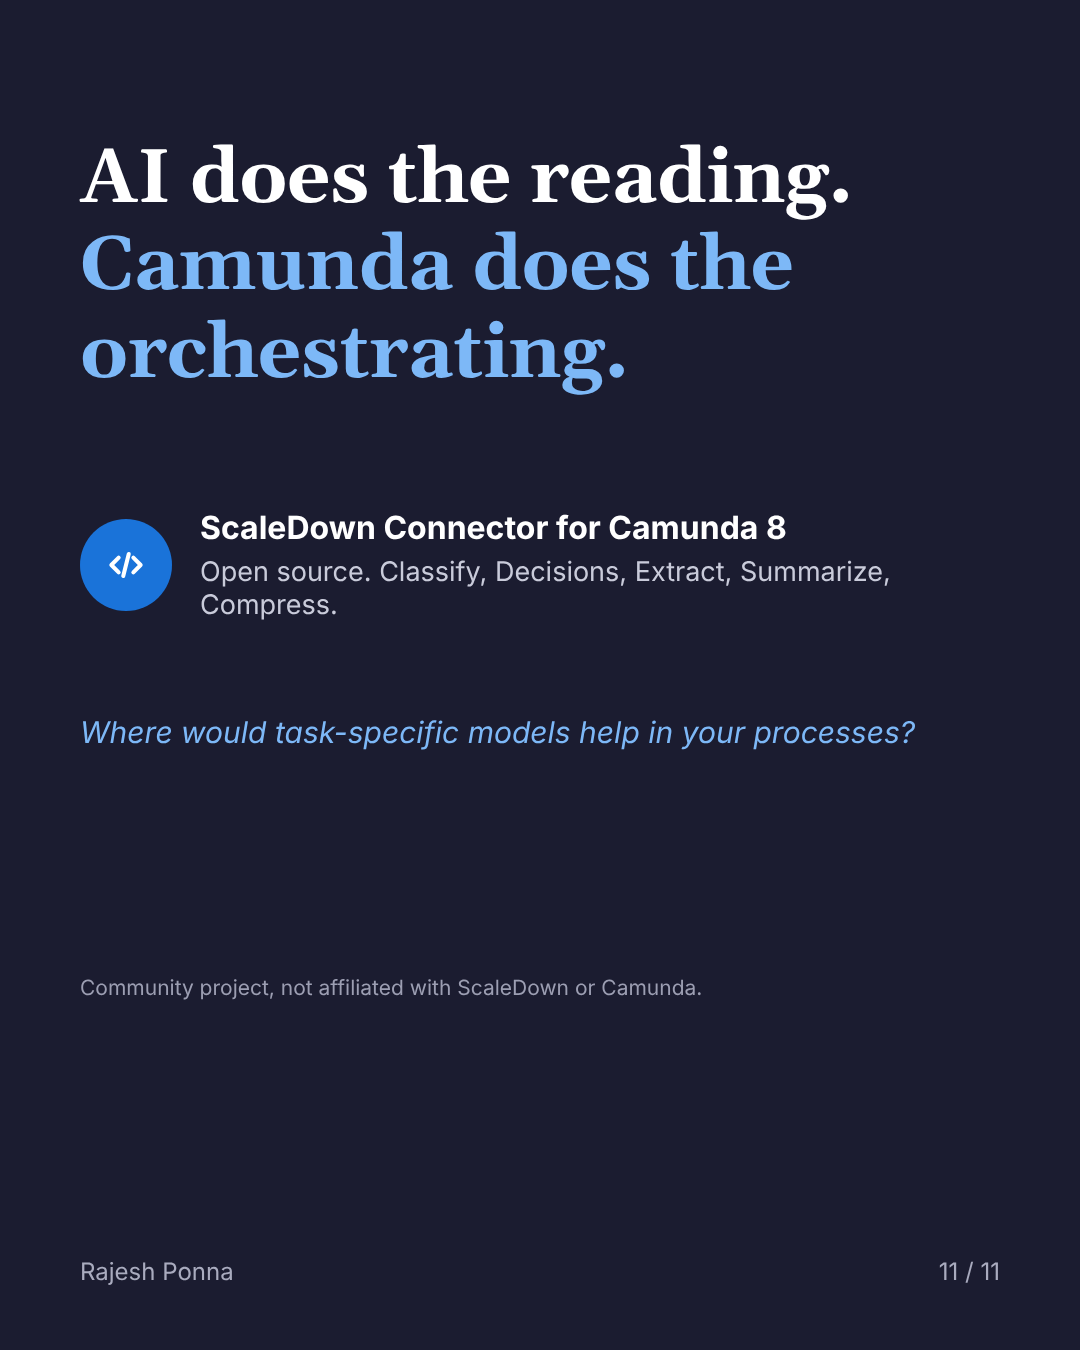 AI does the reading.
Camunda does the
orchestrating.
ScaleDown Connector for Camunda 8
Open source. Classify, Decisions, Extract, Summarize,
Compress.
Where would task-specific models help in your processes?
Community project, not affiliated with ScaleDown or Camunda.
Rajesh Ponna
11 / 11